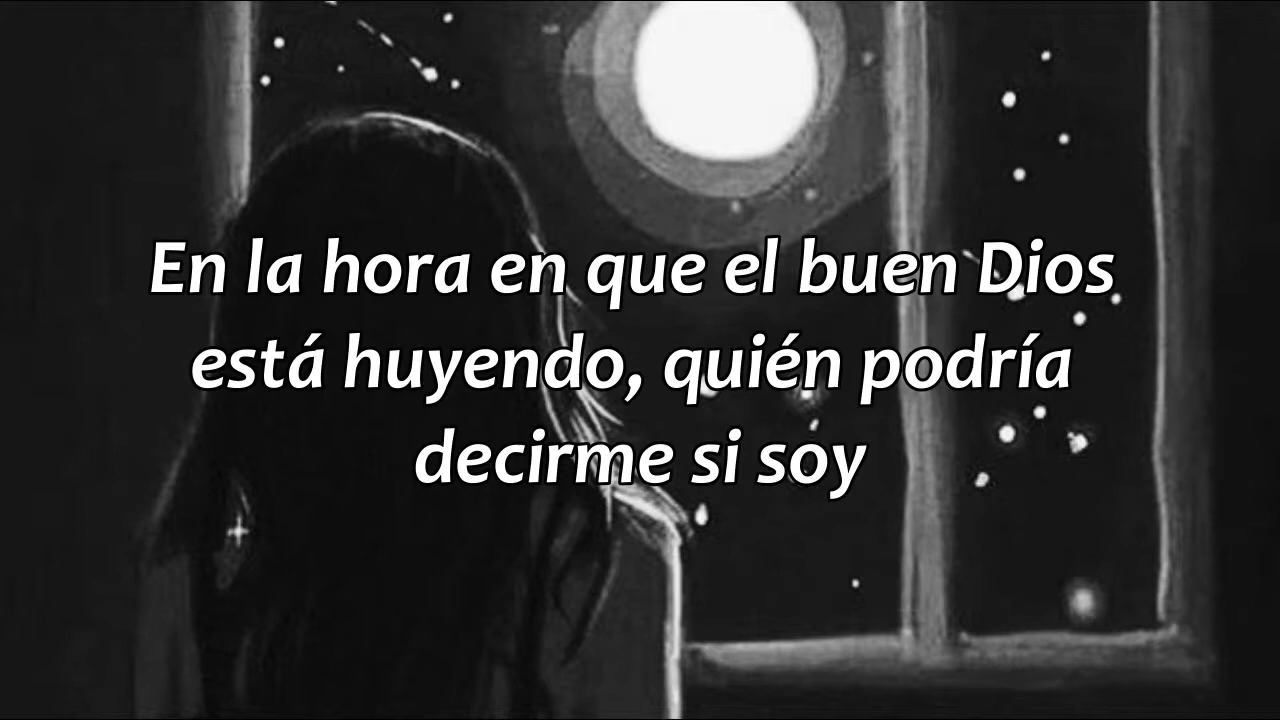 En la hora en que el buen Dios
está huyendo, quién podría
decirme si soy